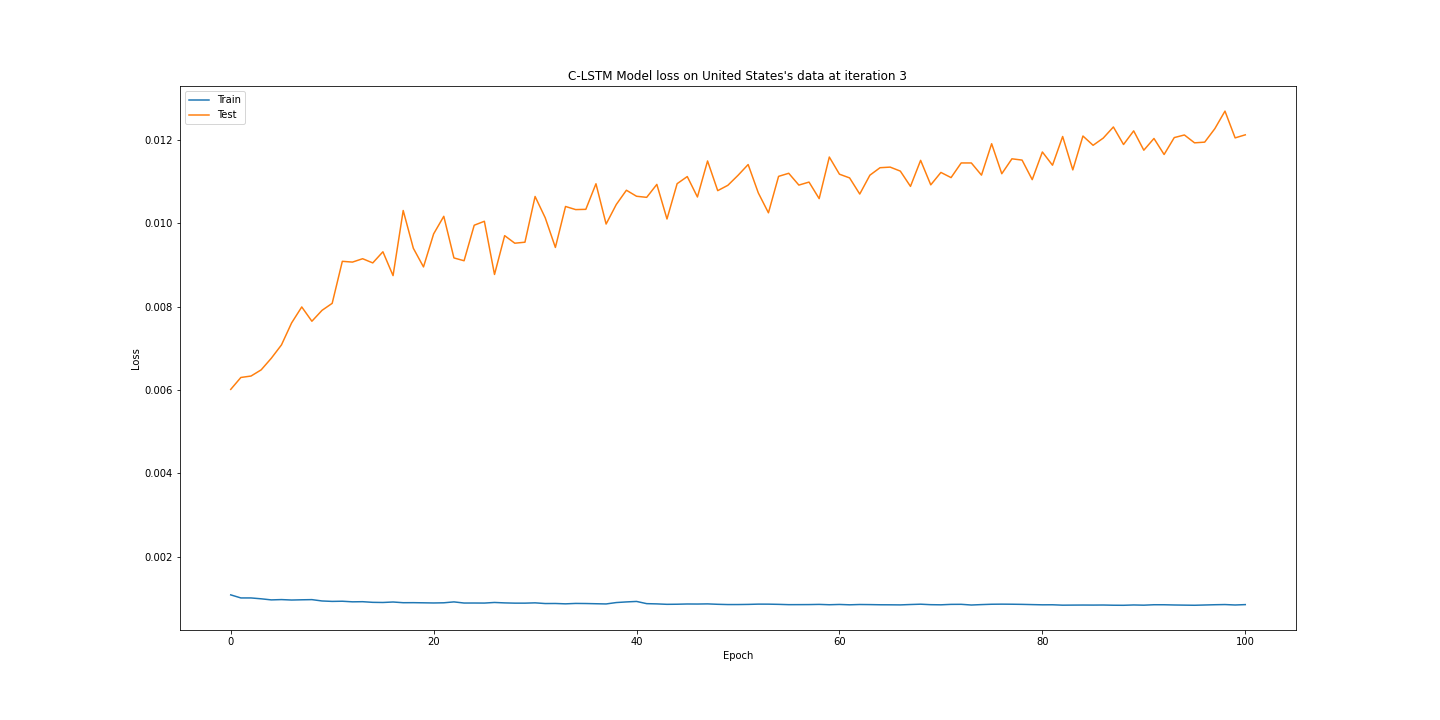 C-LSTM Model loss on United States's data at iteration 3
Train
Test
0.012
0.010
0.008
0.006
0.004
0.002
Loss
0 20 40 60 80 100
Epoch